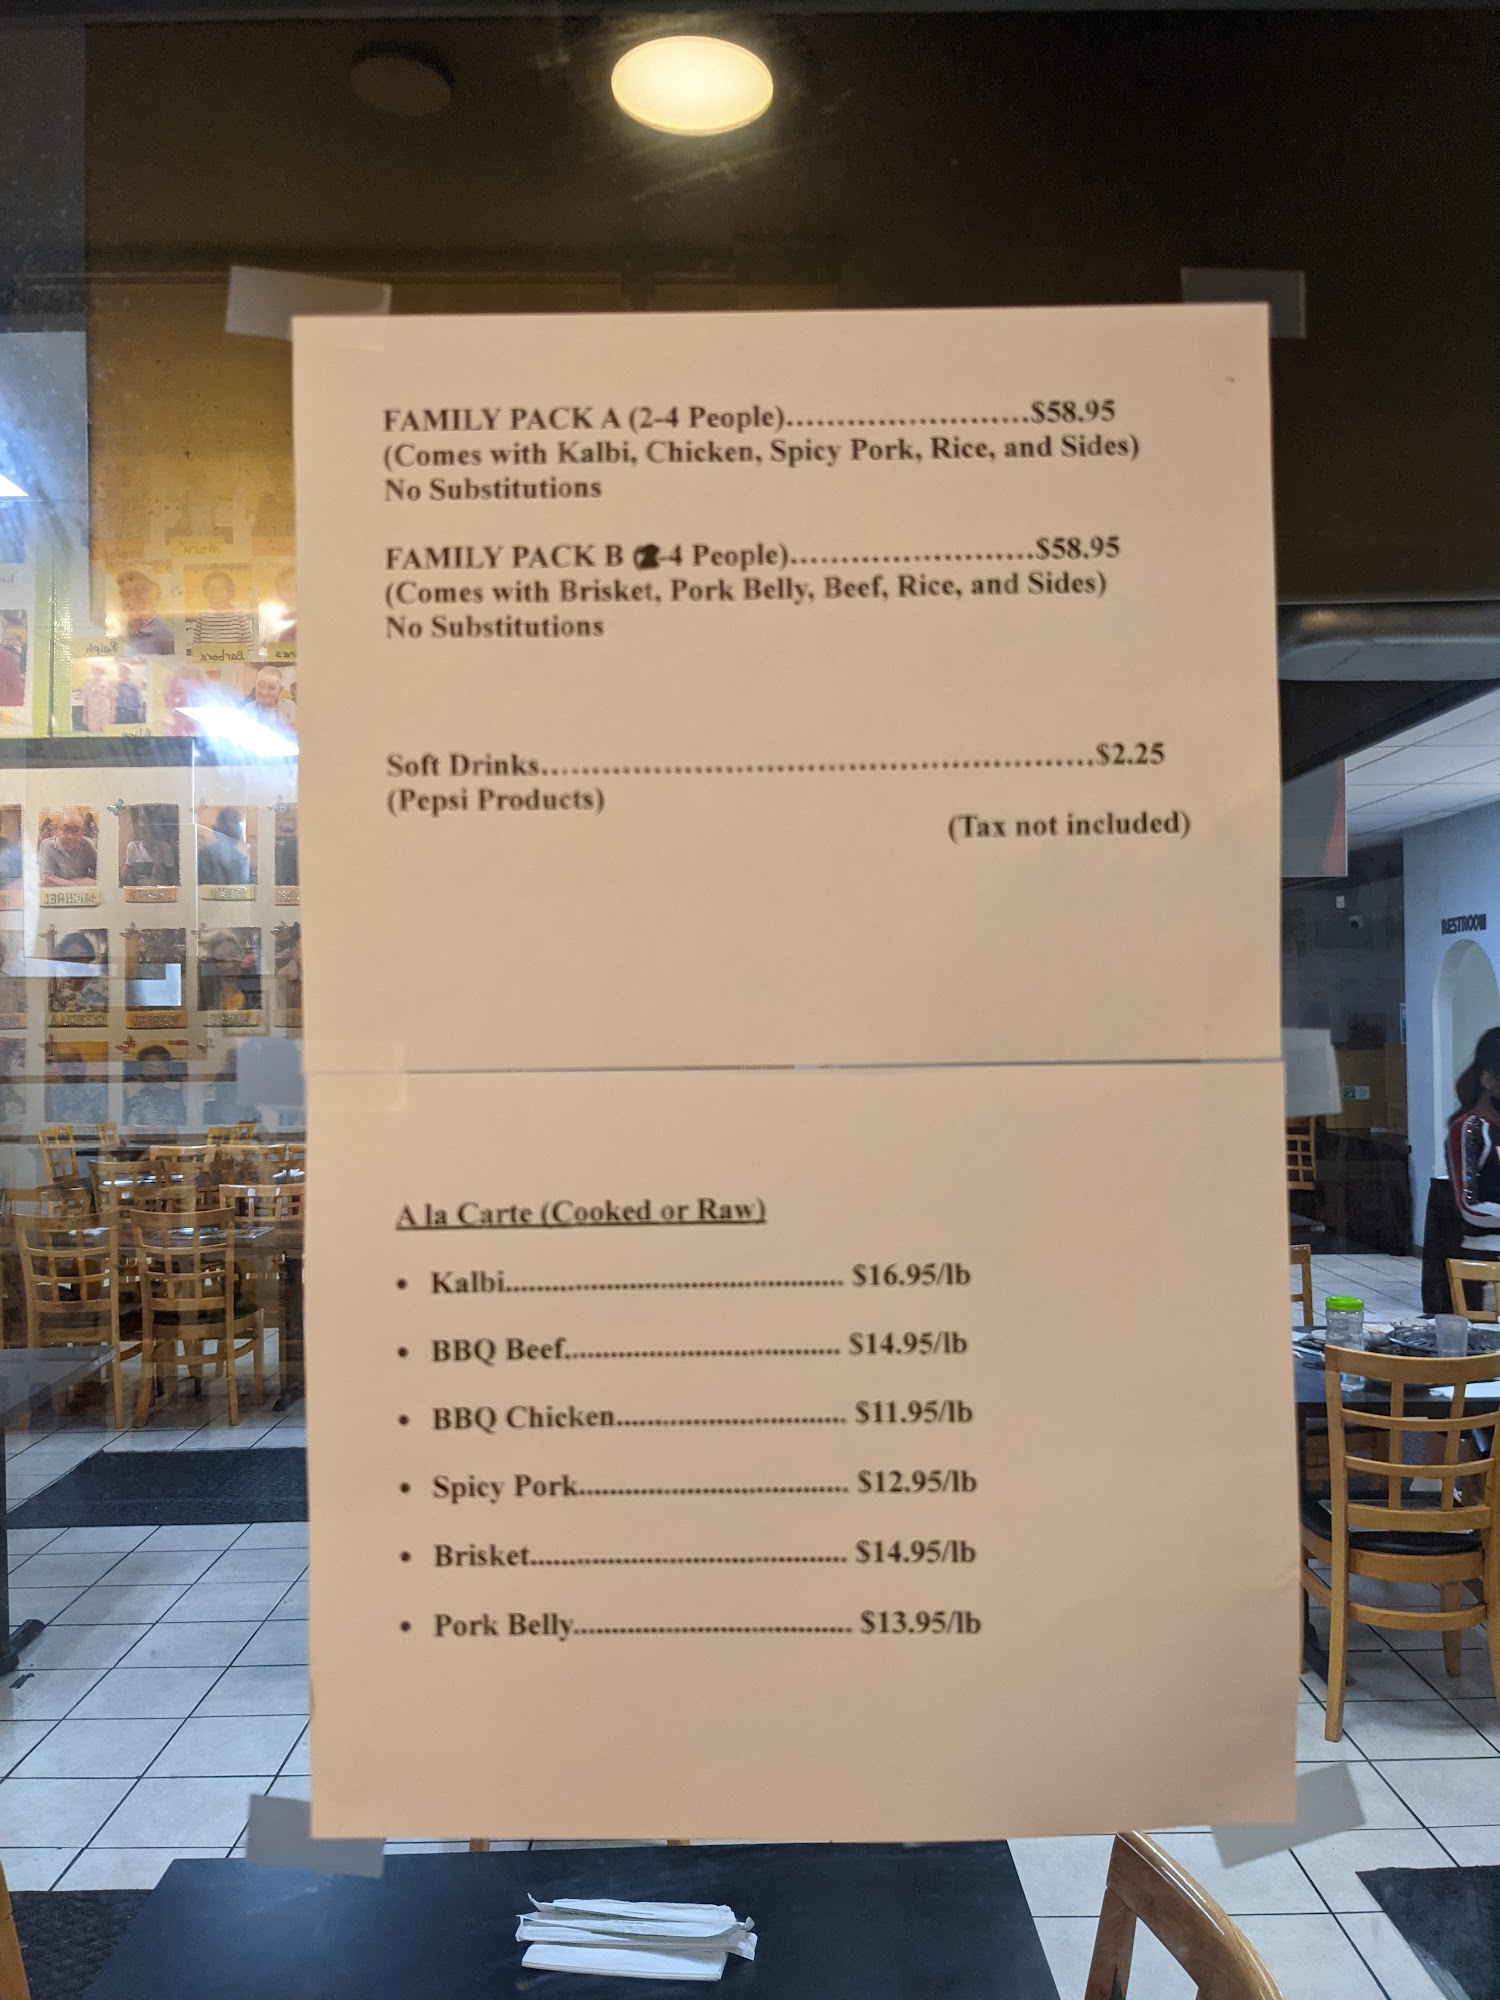 FAMILY PACK A (2-4 People)........................$58.95
(Comes with Kalbi, Chicken, Spicy Pork, Rice, and Sides)
No Substitutions
FAMILY PACK B (2-4 People)........................$58.95
(Comes with Brisket, Pork Belly, Beef, Rice, and Sides)
No Substitutions
Soft Drinks.......................................................$2.25
(Pepsi Products)
(Tax not included)
A la Carte (Cooked or Raw)
• Kalbi........................................... $16.95/lb
• BBQ Beef................................... $14.95/lb
• BBQ Chicken............................. $11.95/lb
• Spicy Pork.................................. $12.95/lb
• Brisket........................................ $14.95/lb
• Pork Belly................................... $13.95/lb
RESTROOM
Ralph
Barbara